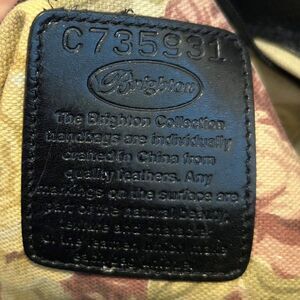 C735931
Brighton
The Brighton Collection
handbags are individually
crafted in China from
quality leathers. Any
markings on the surface are
part of the natural beauty,
texture and character
of the leather
each